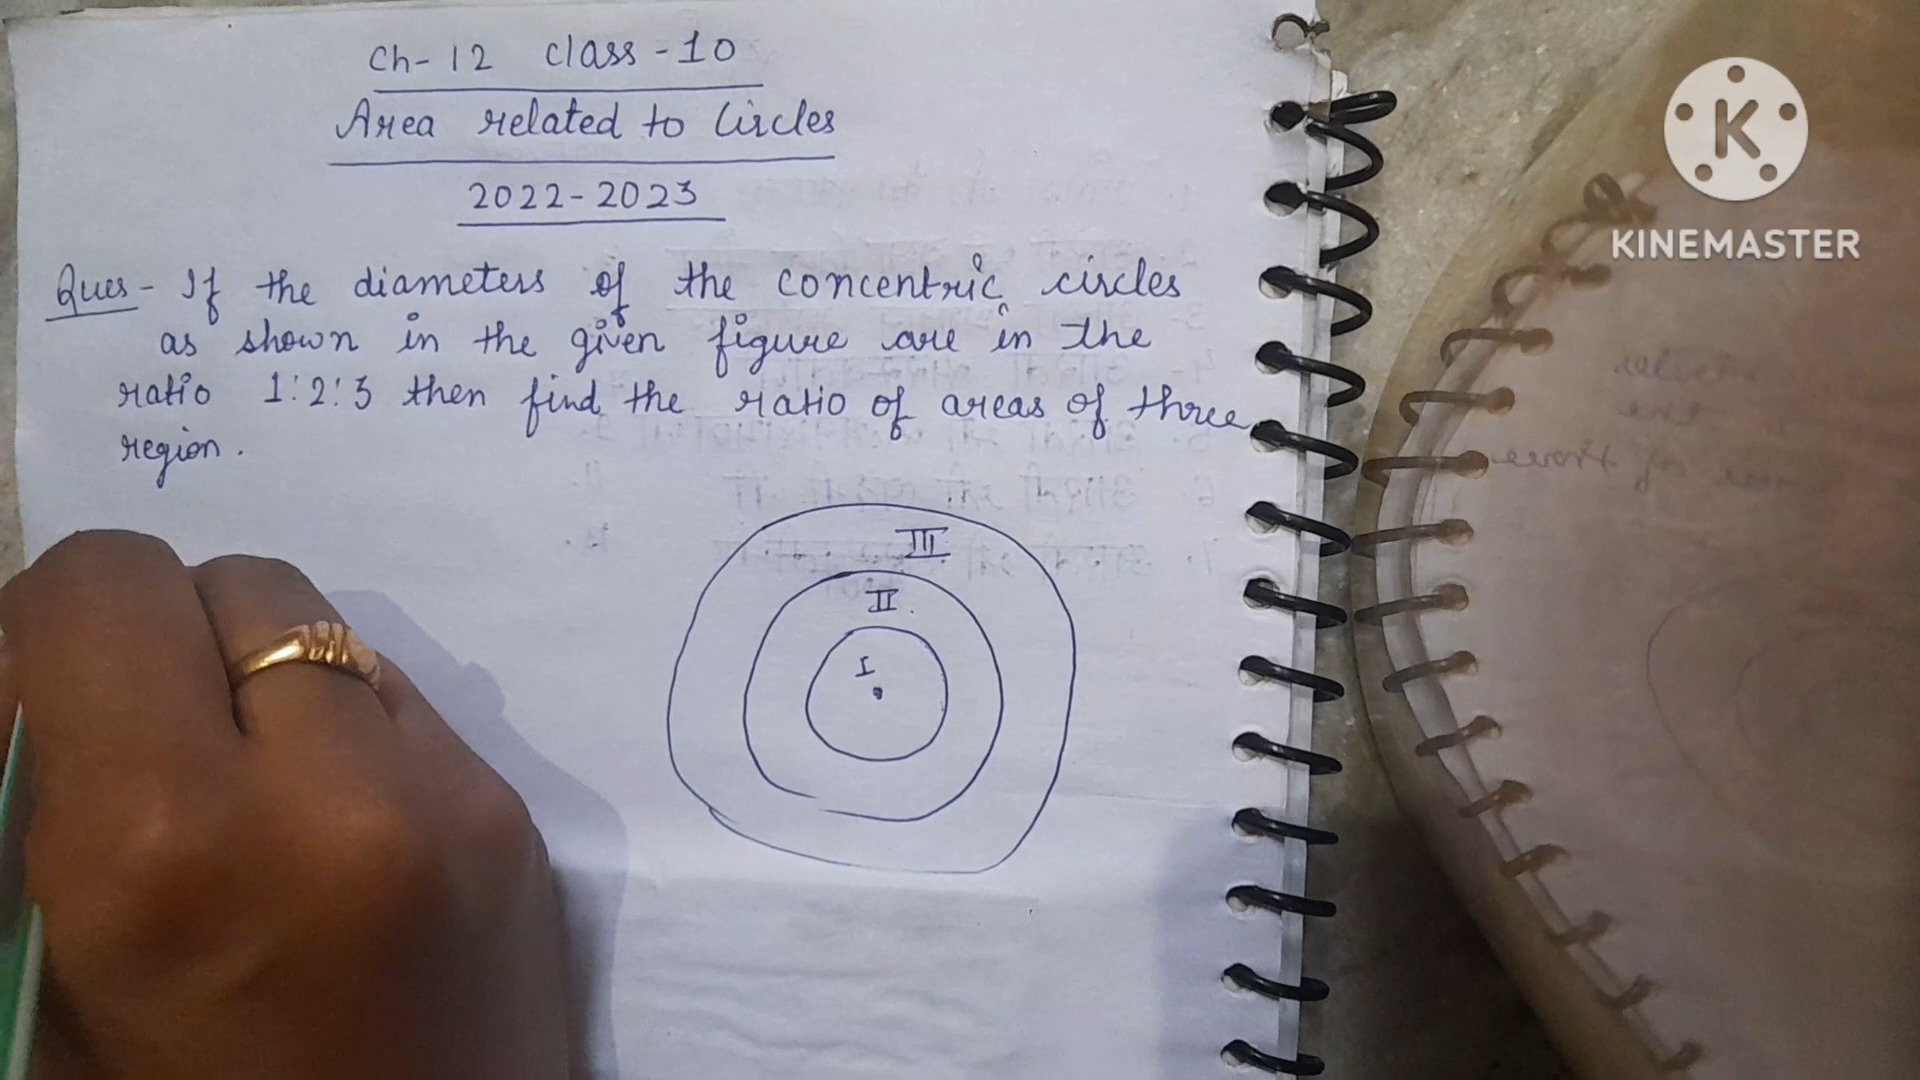 Ch-12 class-10
Area related to Circles
2022-2023
Ques- If the diameters of the concentric circles
as shown in the given figure are in the
ratio 1:2:3 then find the ratio of areas of three
region.
III
II.
I
K
KINEMASTER